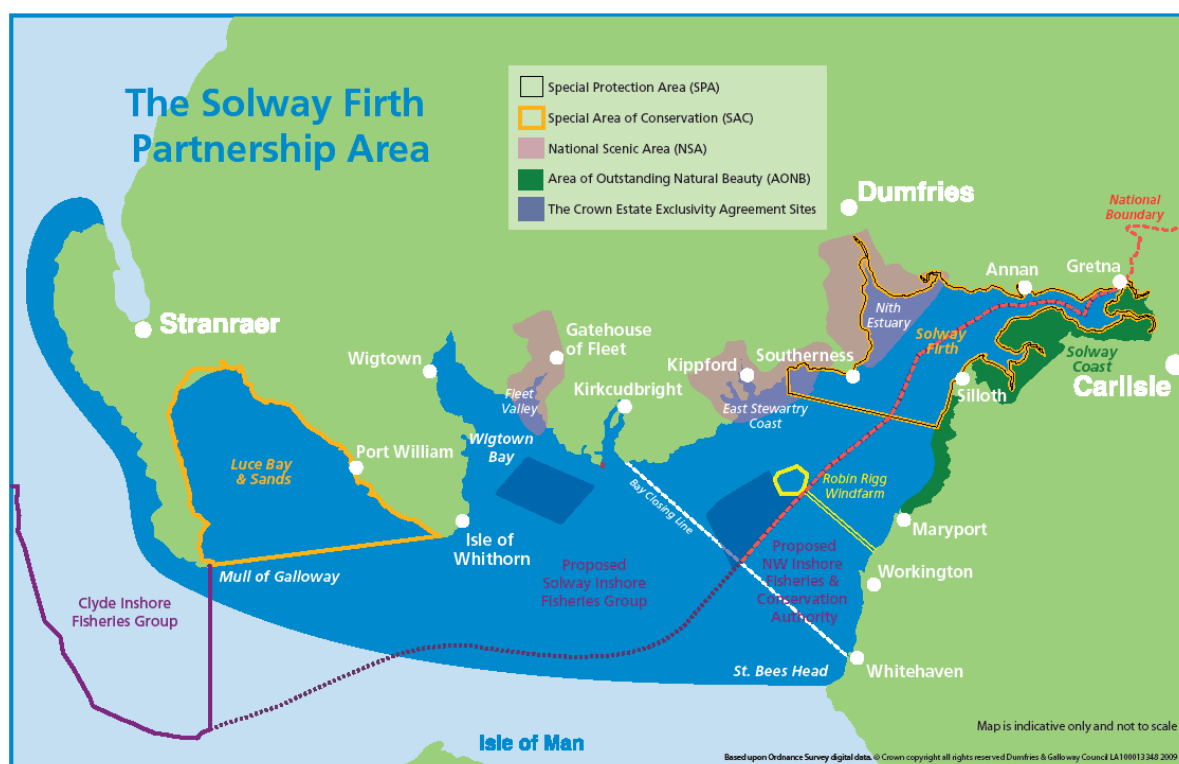 The Solway Firth
Partnership Area
Special Protection Area (SPA)
Special Area of Conservation (SAC)
National Scenic Area (NSA)
Area of Outstanding Natural Beauty (AONB)
The Crown Estate Exclusivity Agreement Sites
Dumfries
National
Boundary
Annan
Gretna
Stranraer
Nith
Estuary
Solway
Firth
Gatehouse
of Fleet
Wigtown
Kippford
Southerness
Solway
Coast
Carlisle
Silloth
Kirkcudbright
Fleet
Valley
East Stewartry
Coast
Wigtown
Bay
Port William
Luce Bay
& Sands
Bay Closing Line
Robin Rigg
Windfarm
Maryport
Isle of
Whithorn
Proposed
Solway Inshore
Fisheries Group
Proposed
NW Inshore
Fisheries &
Conservation
Authority
Workington
Mull of Galloway
Clyde Inshore
Fisheries Group
St. Bees Head
Whitehaven
Map is indicative only and not to scale
Isle of Man
Based upon Ordnance Survey digital data. © Crown copyright all rights reserved Dumfries & Galloway Council LA100013348 2009